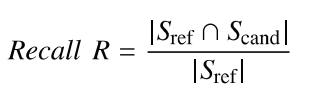 Recall R = |S_ref ∩ S_cand| / |S_ref|